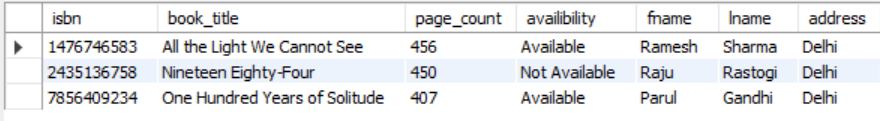 isbn book_title page_count availibility fname lname address
1476746583 All the Light We Cannot See 456 Available Ramesh Sharma Delhi
2435136758 Nineteen Eighty-Four 450 Not Available Raju Rastogi Delhi
7856409234 One Hundred Years of Solitude 407 Available Parul Gandhi Delhi